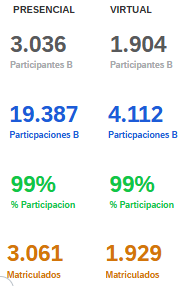 PRESENCIAL VIRTUAL
3.036 1.904
Participantes B Participantes B
19.387 4.112
Particpaciones B Particpaciones B
99% 99%
% Participacion % Participacion
3.061 1.929
Matriculados Matriculados